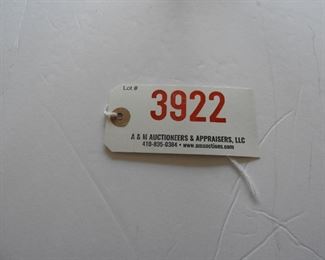 Lot #
3922
A & M AUCTIONEERS & APPRAISERS, LLC
410-835-0384 • www.amauctions.com